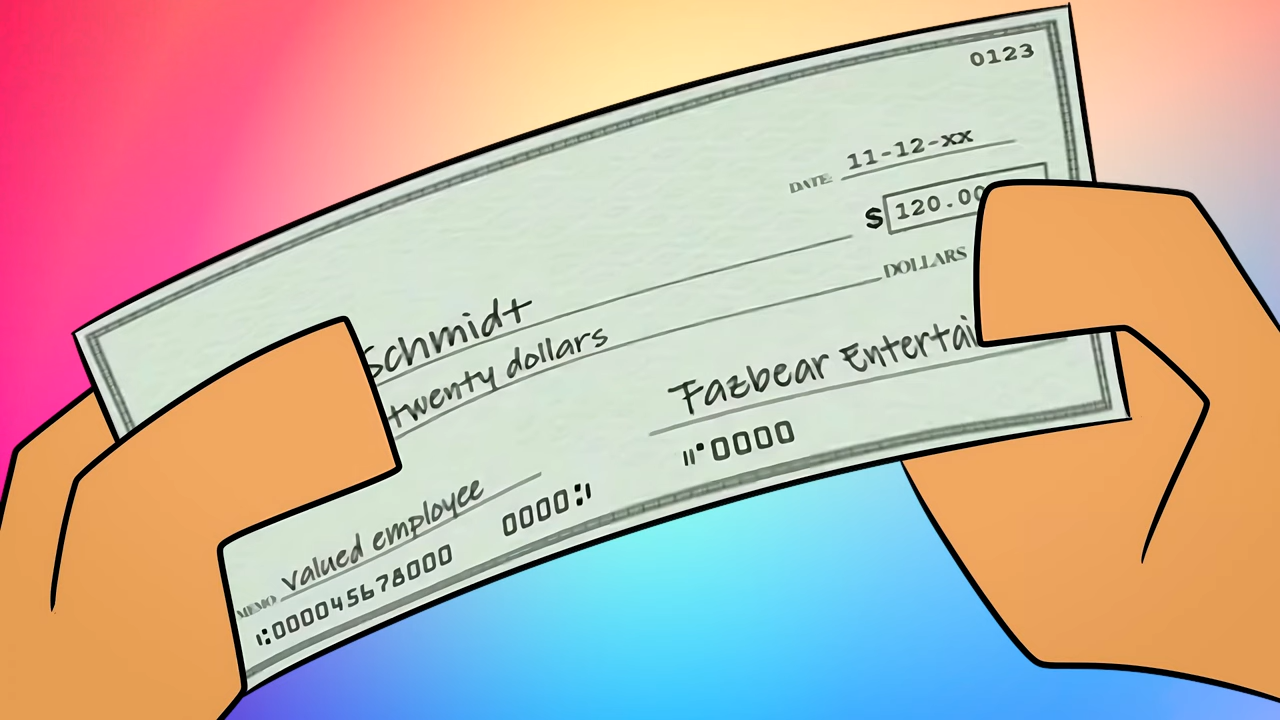 0123
DATE 11-12-xx
$ 120.00
Schmidt
twenty dollars DOLLARS
Fazbear Entertai
MEMO valued employee
⑆000045678000 0000⑆ ⑈0000